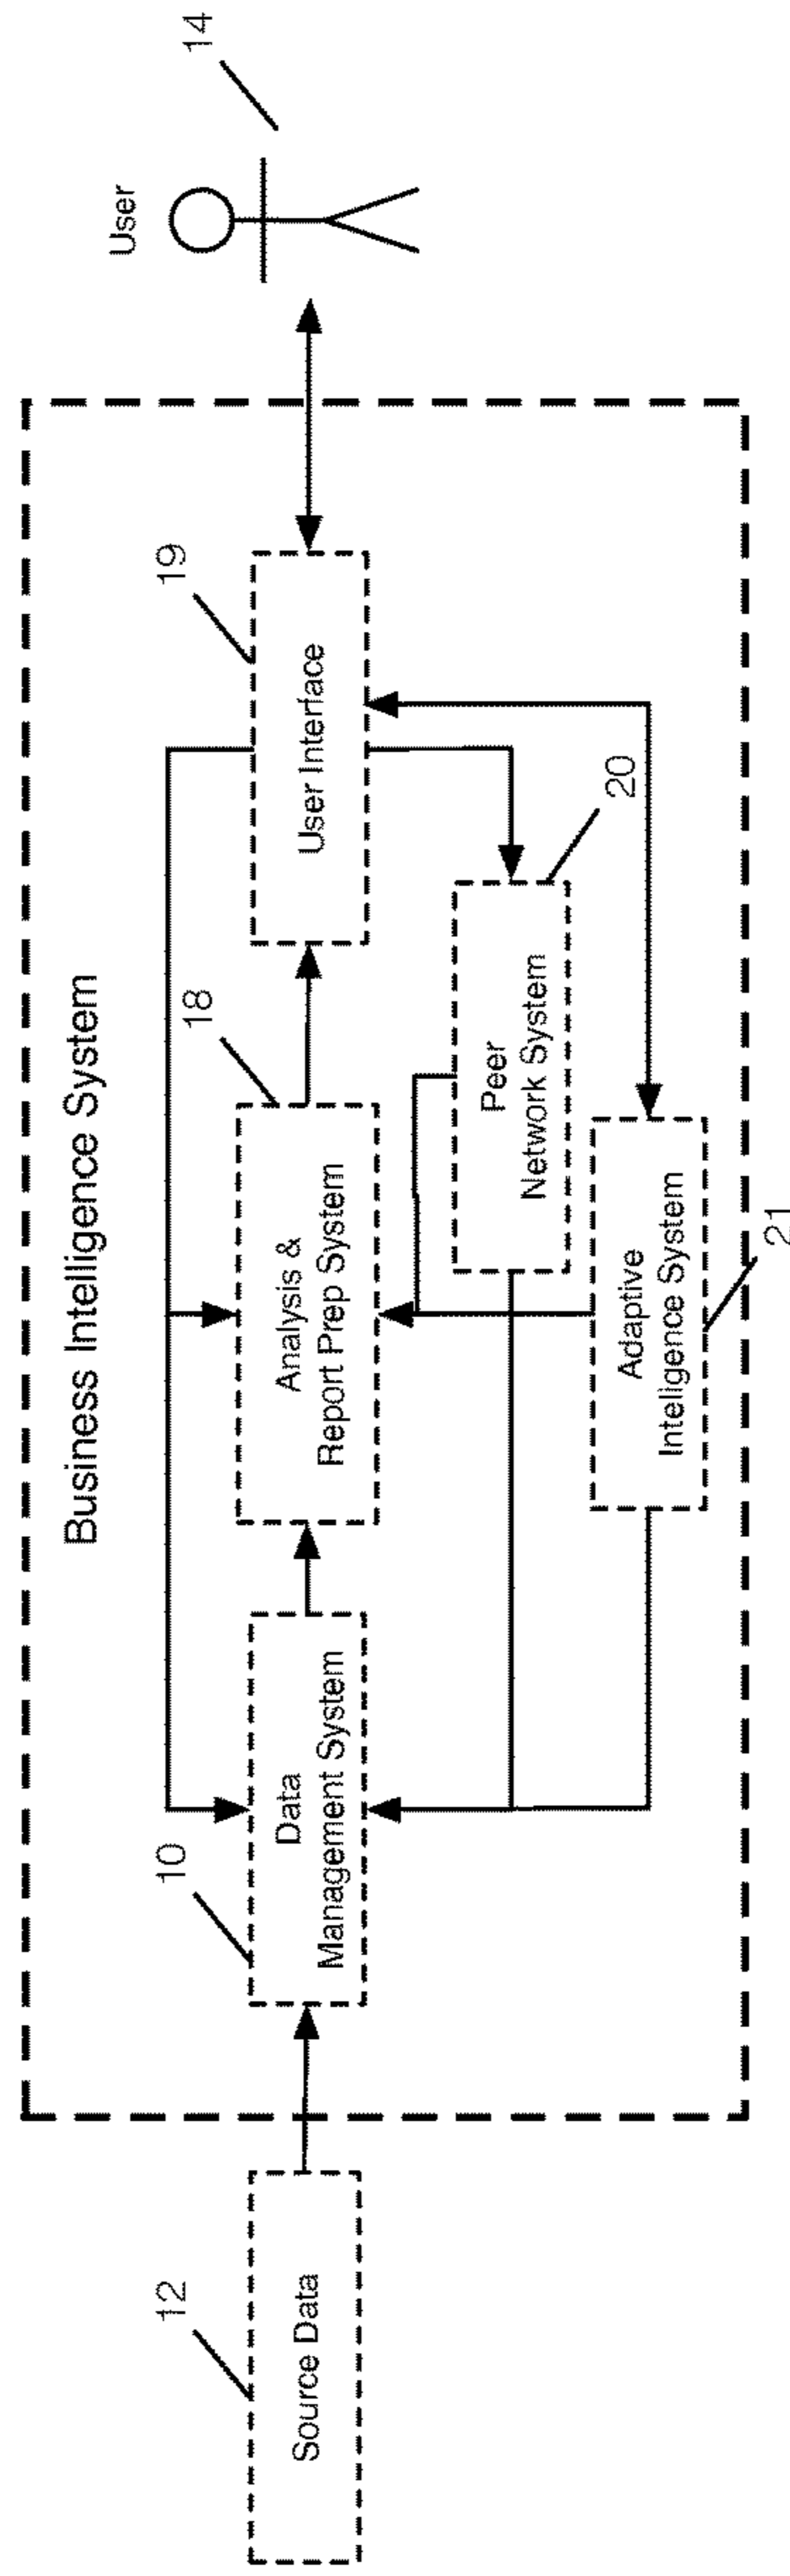 Business Intelligence System
User
14
12
Source Data
10
Data
Management System
18
Analysis &
Report Prep System
19
User Interface
20
Peer
Network System
Adaptive
Inteligence System
21